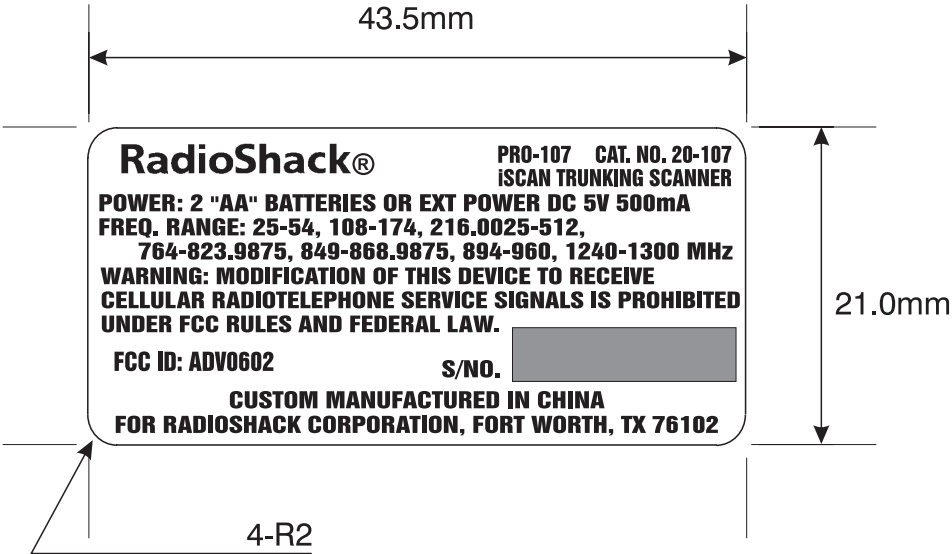 43.5mm
RadioShack®
PRO-107 CAT. NO. 20-107
iSCAN TRUNKING SCANNER
POWER: 2 "AA" BATTERIES OR EXT POWER DC 5V 500mA
FREQ. RANGE: 25-54, 108-174, 216.0025-512,
764-823.9875, 849-868.9875, 894-960, 1240-1300 MHz
WARNING: MODIFICATION OF THIS DEVICE TO RECEIVE
CELLULAR RADIOTELEPHONE SERVICE SIGNALS IS PROHIBITED
UNDER FCC RULES AND FEDERAL LAW.
21.0mm
FCC ID: ADV0602
S/NO.
CUSTOM MANUFACTURED IN CHINA
FOR RADIOSHACK CORPORATION, FORT WORTH, TX 76102
4-R2